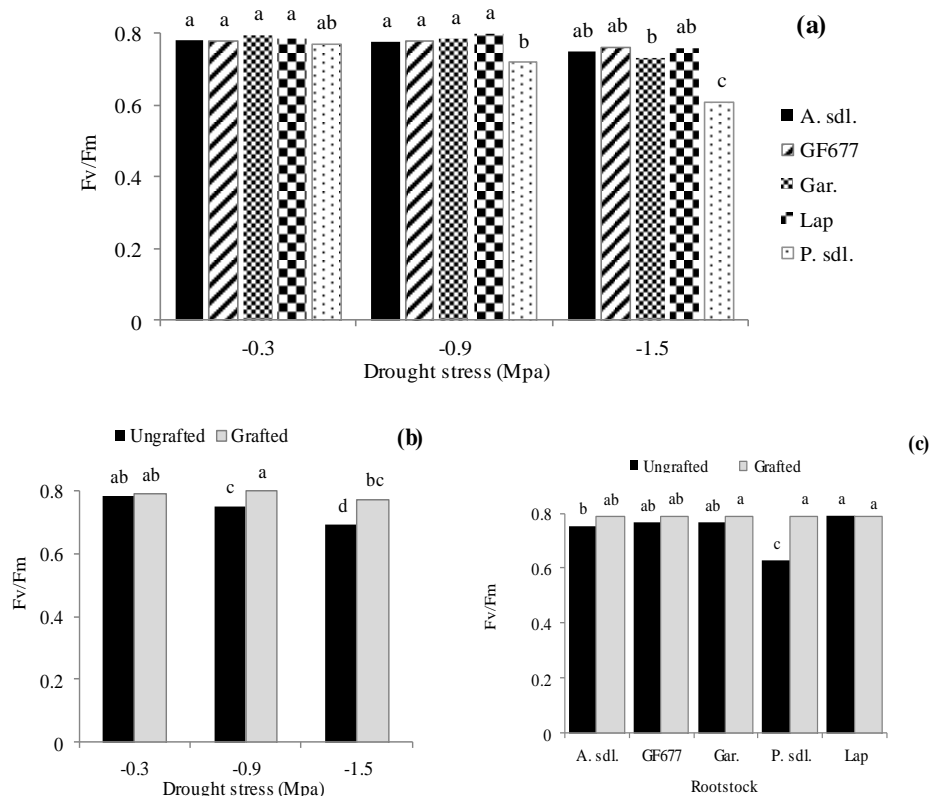 a a a a ab a a a a b ab ab b ab c
(a)
0.8
0.6
0.4
0.2
0
Fv/Fm
-0.3 -0.9 -1.5
Drought stress (Mpa)
A. sdl.
GF677
Gar.
Lap
P. sdl.
Ungrafted Grafted
(b)
ab ab c a d bc
0.8
0.6
0.4
0.2
0
Fv/Fm
-0.3 -0.9 -1.5
Drought stress (Mpa)
(c)
Ungrafted Grafted
b ab ab ab ab a c a a a
0.8
0.6
0.4
0.2
0
Fv/Fm
A. sdl. GF677 Gar. P. sdl. Lap
Rootstock